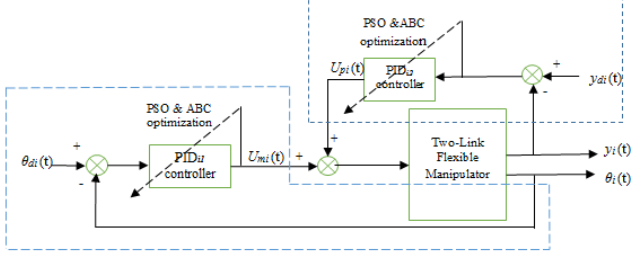 PSO & ABC
optimization
Upi(t)
PIDi2
controller
+
ydi(t)
-
PSO & ABC
optimization
+
Two-Link
Flexible
Manipulator
+
θdi(t)
PIDi1
controller
Umi(t)
+
yi(t)
θi(t)
-